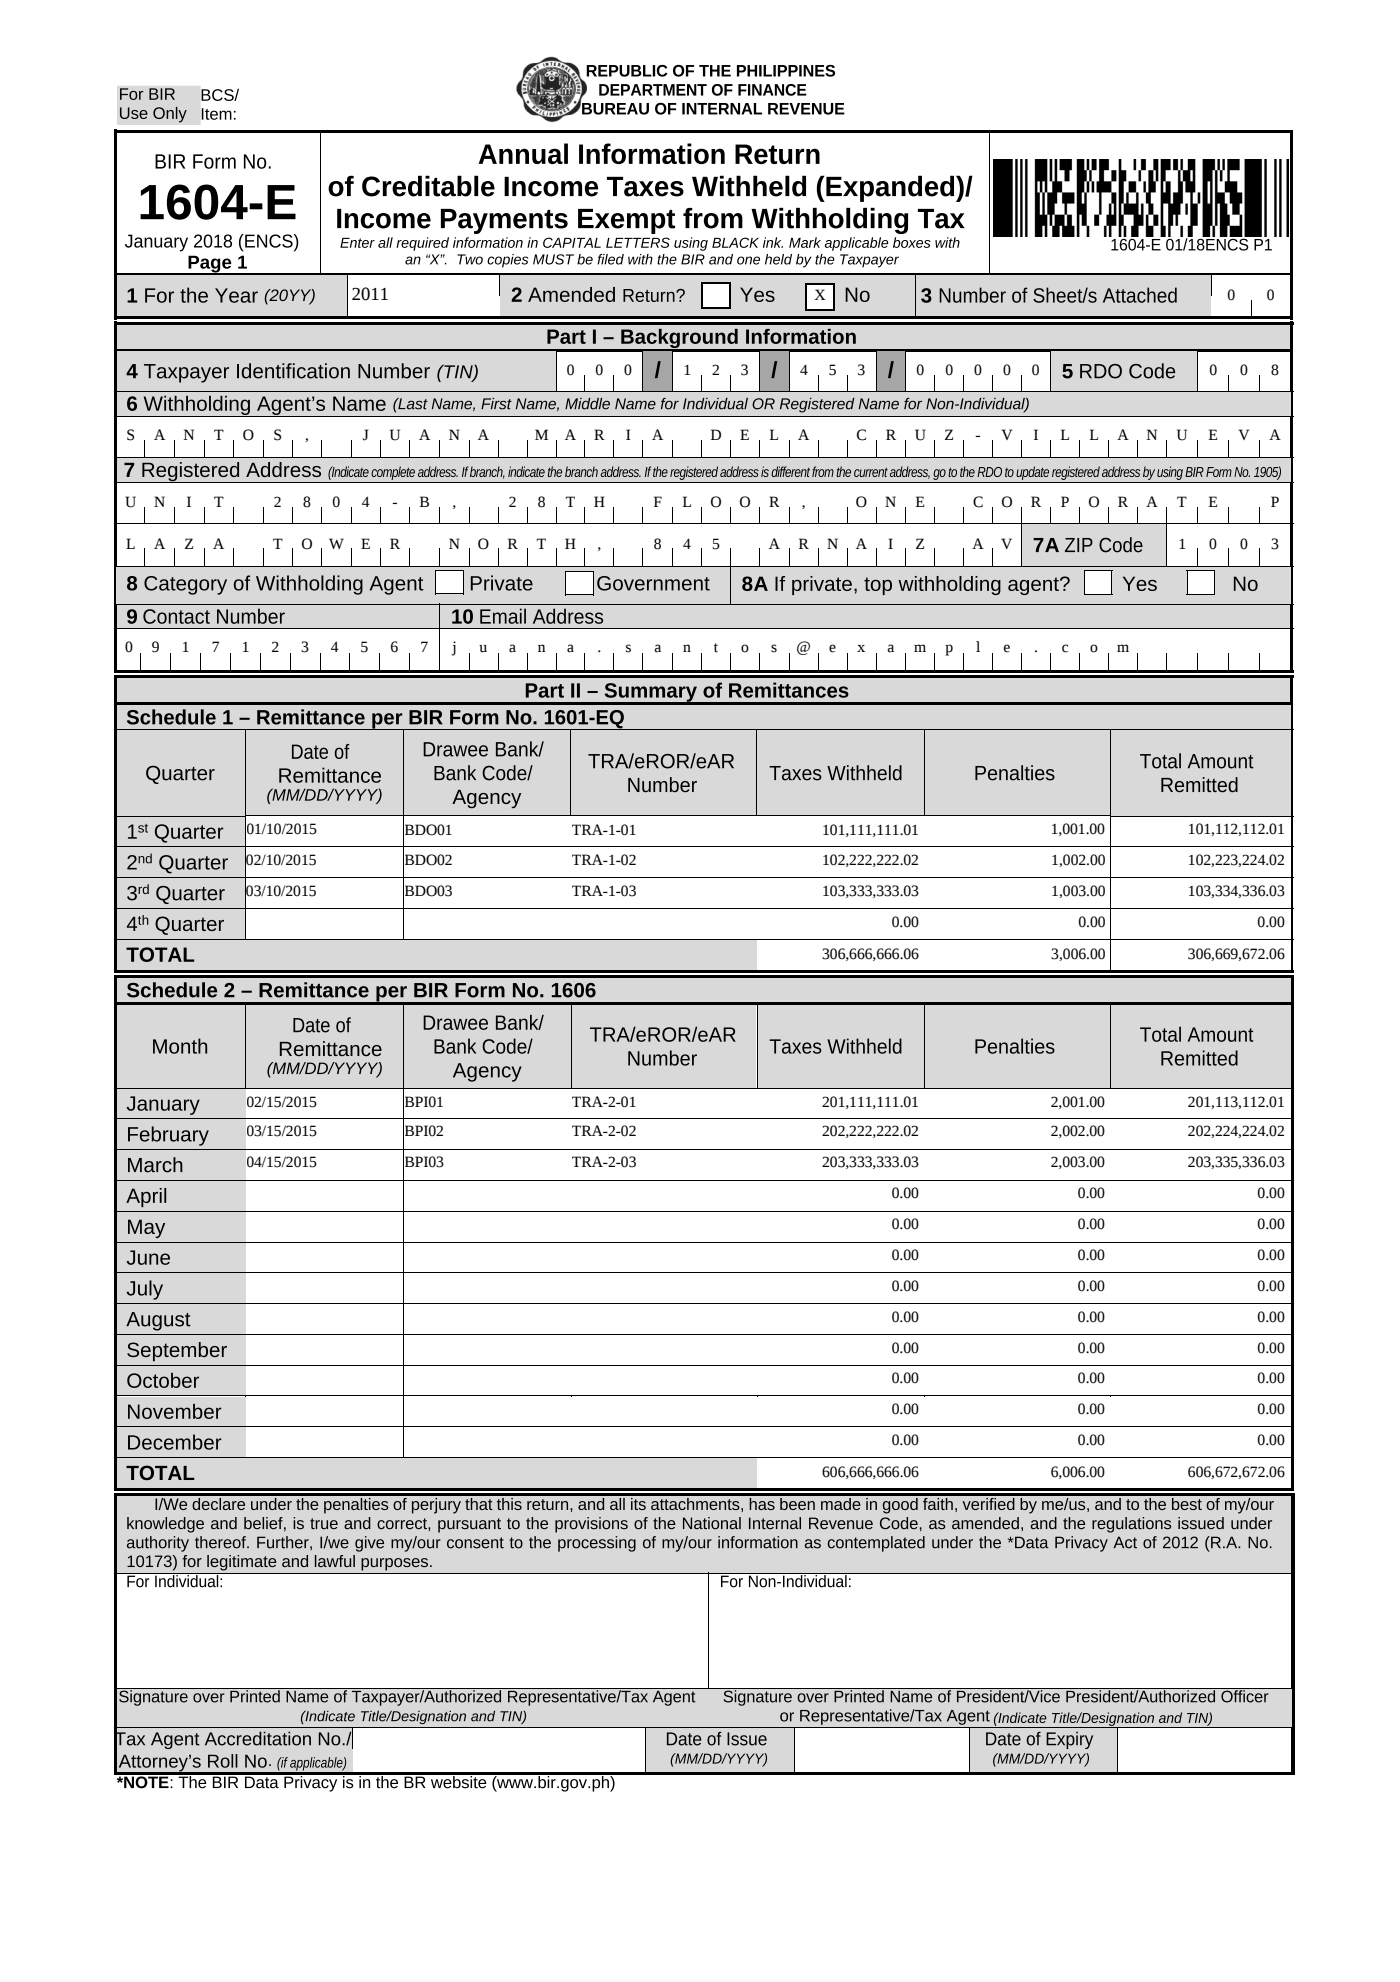 REPUBLIC OF THE PHILIPPINES
DEPARTMENT OF FINANCE
BUREAU OF INTERNAL REVENUE
For BIR BCS/
Use Only Item:
BIR Form No.
1604-E
January 2018 (ENCS)
Page 1
Annual Information Return
of Creditable Income Taxes Withheld (Expanded)/
Income Payments Exempt from Withholding Tax
Enter all required information in CAPITAL LETTERS using BLACK ink. Mark applicable boxes with
an “X”. Two copies MUST be filed with the BIR and one held by the Taxpayer
1604-E 01/18ENCS P1
1 For the Year (20YY) 2011 2 Amended Return? Yes X No 3 Number of Sheet/s Attached 0 0
Part I – Background Information
4 Taxpayer Identification Number (TIN) 0 0 0 / 1 2 3 / 4 5 3 / 0 0 0 0 0 5 RDO Code 0 0 8
6 Withholding Agent’s Name (Last Name, First Name, Middle Name for Individual OR Registered Name for Non-Individual)
SANTOS, JUANA MARIA DELA CRUZ-VILLANUEVA
7 Registered Address (Indicate complete address. If branch, indicate the branch address. If the registered address is different from the current address, go to the RDO to update registered address by using BIR Form No. 1905)
UNIT 2804-B, 28TH FLOOR, ONE CORPORATE P
LAZA TOWER NORTH, 845 ARNAIZ AV 7A ZIP Code 1 0 0 3
8 Category of Withholding Agent Private Government 8A If private, top withholding agent? Yes No
9 Contact Number 10 Email Address
09171234567 juana.santos@example.com
Part II – Summary of Remittances
Schedule 1 – Remittance per BIR Form No. 1601-EQ
Quarter Date of Remittance (MM/DD/YYYY) Drawee Bank/ Bank Code/ Agency TRA/eROR/eAR Number Taxes Withheld Penalties Total Amount Remitted
1st Quarter 01/10/2015 BDO01 TRA-1-01 101,111,111.01 1,001.00 101,112,112.01
2nd Quarter 02/10/2015 BDO02 TRA-1-02 102,222,222.02 1,002.00 102,223,224.02
3rd Quarter 03/10/2015 BDO03 TRA-1-03 103,333,333.03 1,003.00 103,334,336.03
4th Quarter 0.00 0.00 0.00
TOTAL 306,666,666.06 3,006.00 306,669,672.06
Schedule 2 – Remittance per BIR Form No. 1606
Month Date of Remittance (MM/DD/YYYY) Drawee Bank/ Bank Code/ Agency TRA/eROR/eAR Number Taxes Withheld Penalties Total Amount Remitted
January 02/15/2015 BPI01 TRA-2-01 201,111,111.01 2,001.00 201,113,112.01
February 03/15/2015 BPI02 TRA-2-02 202,222,222.02 2,002.00 202,224,224.02
March 04/15/2015 BPI03 TRA-2-03 203,333,333.03 2,003.00 203,335,336.03
April 0.00 0.00 0.00
May 0.00 0.00 0.00
June 0.00 0.00 0.00
July 0.00 0.00 0.00
August 0.00 0.00 0.00
September 0.00 0.00 0.00
October 0.00 0.00 0.00
November 0.00 0.00 0.00
December 0.00 0.00 0.00
TOTAL 606,666,666.06 6,006.00 606,672,672.06
I/We declare under the penalties of perjury that this return, and all its attachments, has been made in good faith, verified by me/us, and to the best of my/our
knowledge and belief, is true and correct, pursuant to the provisions of the National Internal Revenue Code, as amended, and the regulations issued under
authority thereof. Further, I/we give my/our consent to the processing of my/our information as contemplated under the *Data Privacy Act of 2012 (R.A. No.
10173) for legitimate and lawful purposes.
For Individual: For Non-Individual:
Signature over Printed Name of Taxpayer/Authorized Representative/Tax Agent Signature over Printed Name of President/Vice President/Authorized Officer
(Indicate Title/Designation and TIN) or Representative/Tax Agent (Indicate Title/Designation and TIN)
Tax Agent Accreditation No./ Date of Issue Date of Expiry
Attorney’s Roll No. (if applicable) (MM/DD/YYYY) (MM/DD/YYYY)
*NOTE: The BIR Data Privacy is in the BR website (www.bir.gov.ph)